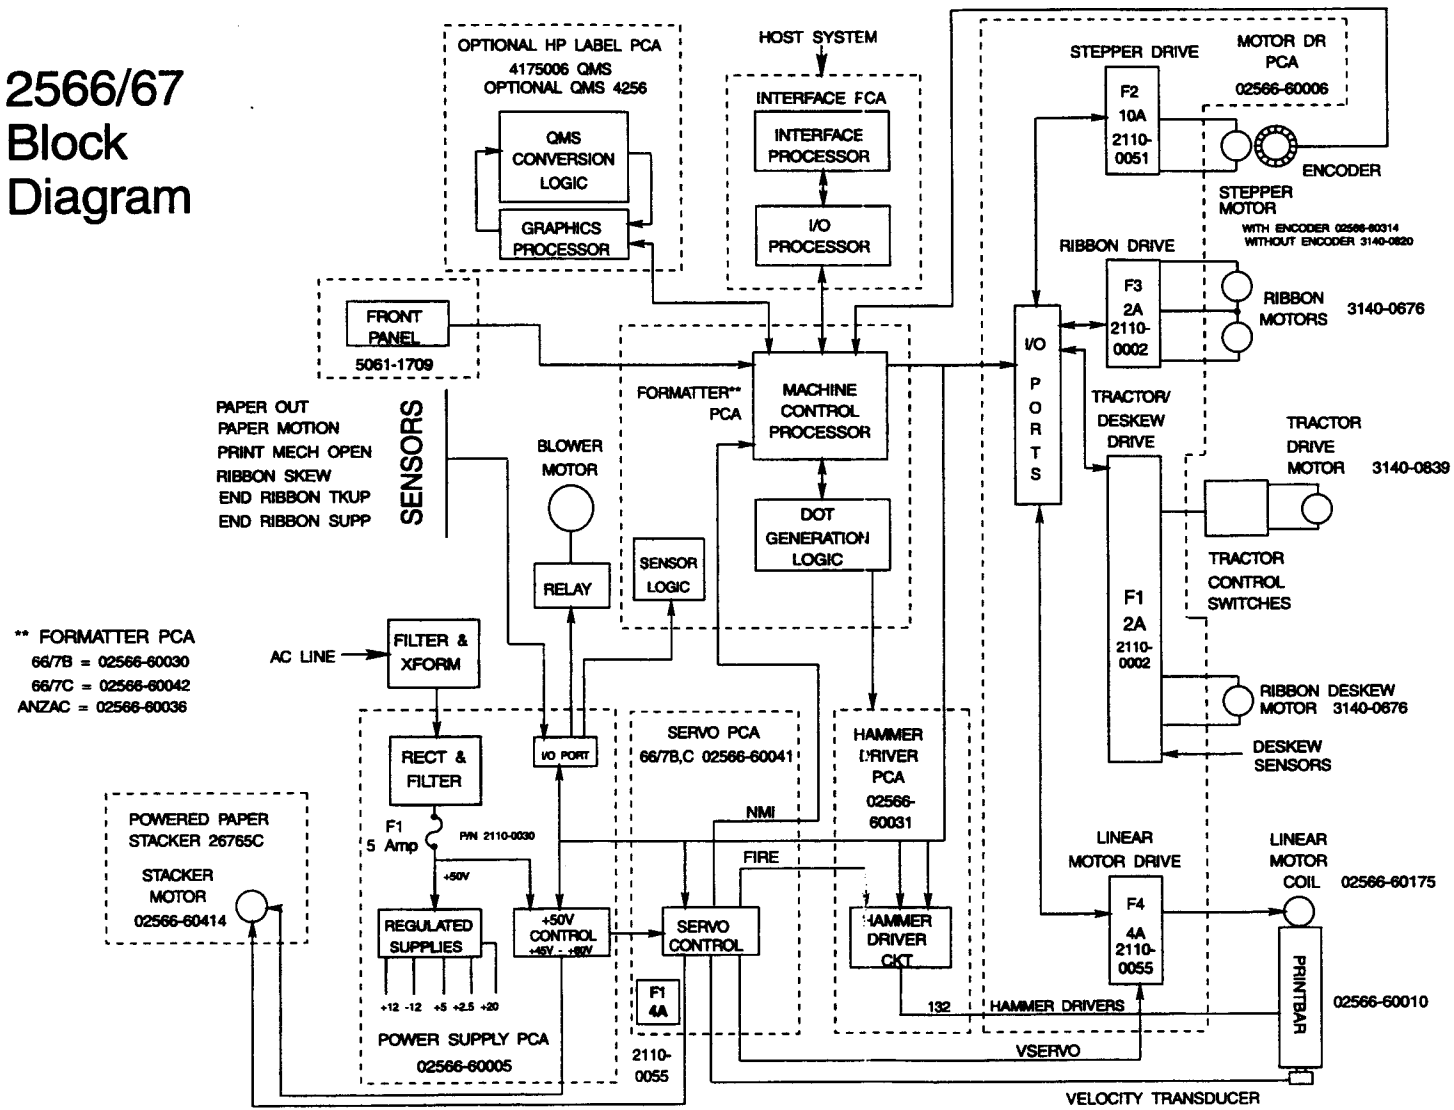 2566/67
Block
Diagram
OPTIONAL HP LABEL PCA
4175006 QMS
OPTIONAL QMS 4256
QMS
CONVERSION
LOGIC
GRAPHICS
PROCESSOR
HOST SYSTEM
INTERFACE PCA
INTERFACE
PROCESSOR
I/O
PROCESSOR
STEPPER DRIVE
MOTOR DR
PCA
02566-60006
F2
10A
2110-
0051
ENCODER
STEPPER
MOTOR
WITH ENCODER 02566-60314
WITHOUT ENCODER 3140-0820
RIBBON DRIVE
F3
2A
2110-
0002
RIBBON
MOTORS 3140-0676
FRONT
PANEL
5061-1709
PAPER OUT
PAPER MOTION
PRINT MECH OPEN
RIBBON SKEW
END RIBBON TKUP
END RIBBON SUPP
SENSORS
BLOWER
MOTOR
RELAY
SENSOR
LOGIC
FORMATTER**
PCA
MACHINE
CONTROL
PROCESSOR
DOT
GENERATION
LOGIC
I/O
P
O
R
T
S
TRACTOR/
DESKEW
DRIVE
F1
2A
2110-
0002
TRACTOR
DRIVE
MOTOR 3140-0839
TRACTOR
CONTROL
SWITCHES
RIBBON DESKEW
MOTOR 3140-0676
DESKEW
SENSORS
** FORMATTER PCA
66/7B = 02566-60030
66/7C = 02566-60042
ANZAC = 02566-60036
AC LINE
FILTER &
XFORM
RECT &
FILTER
I/O PORT
F1
5 Amp
P/N 2110-0030
+50V
REGULATED
SUPPLIES
+12 -12 +5 +2.5 +20
+50V
CONTROL
+45V - +60V
POWER SUPPLY PCA
02566-60005
POWERED PAPER
STACKER 26765C
STACKER
MOTOR
02566-60414
SERVO PCA
66/7B,C 02566-60041
NMI
FIRE
SERVO
CONTROL
F1
4A
2110-
0055
HAMMER
DRIVER
PCA
02566-
60031
HAMMER
DRIVER
CKT
132 HAMMER DRIVERS
VSERVO
VELOCITY TRANSDUCER
LINEAR
MOTOR DRIVE
F4
4A
2110-
0055
LINEAR
MOTOR
COIL 02566-60175
PRINTBAR
02566-60010